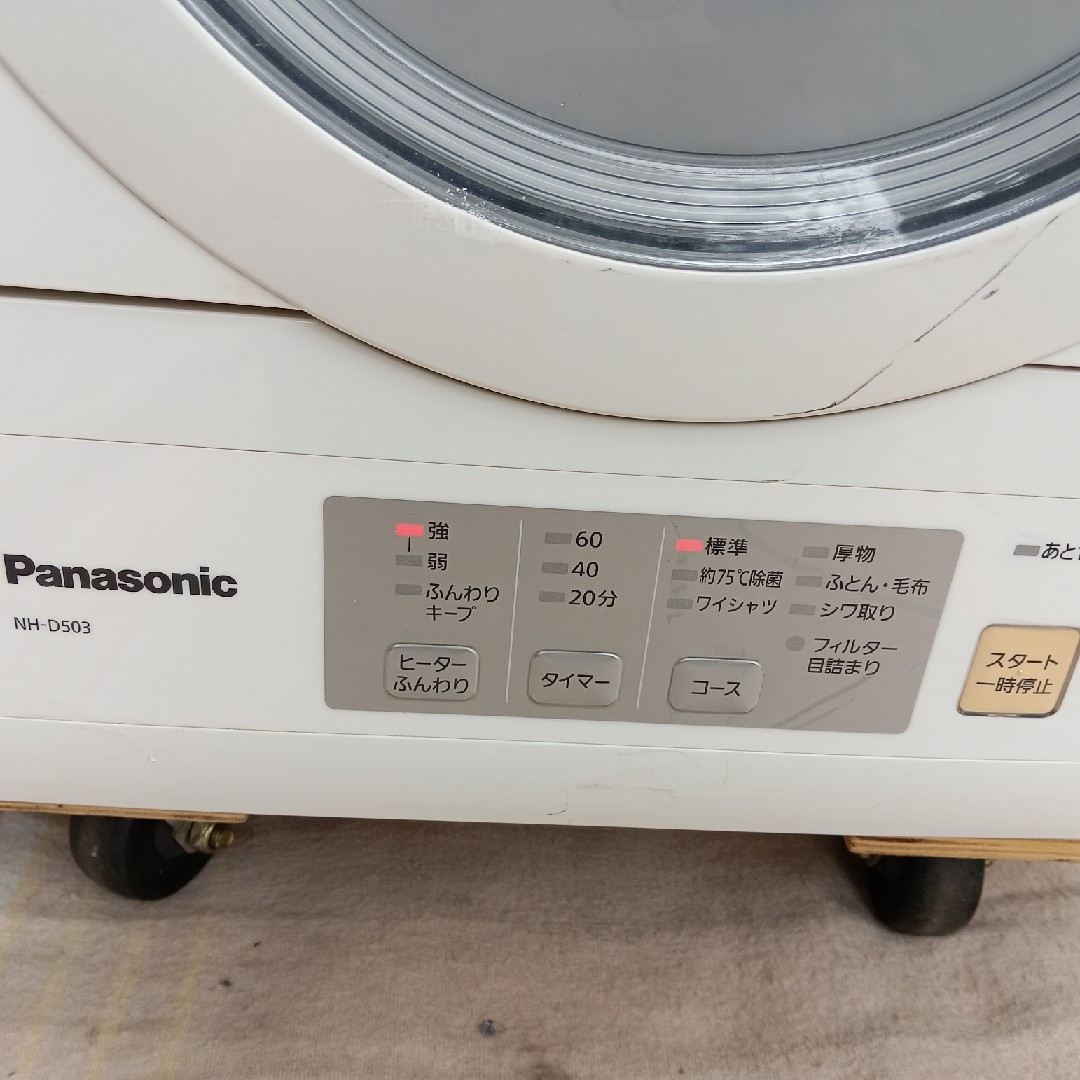 Panasonic
NH-D503
強
弱
ふんわり
キープ
ヒーター
ふんわり
60
40
20分
タイマー
標準
約75℃除菌
ワイシャツ
コース
厚物
ふとん・毛布
シワ取り
フィルター
目詰まり
あと
スタート
一時停止